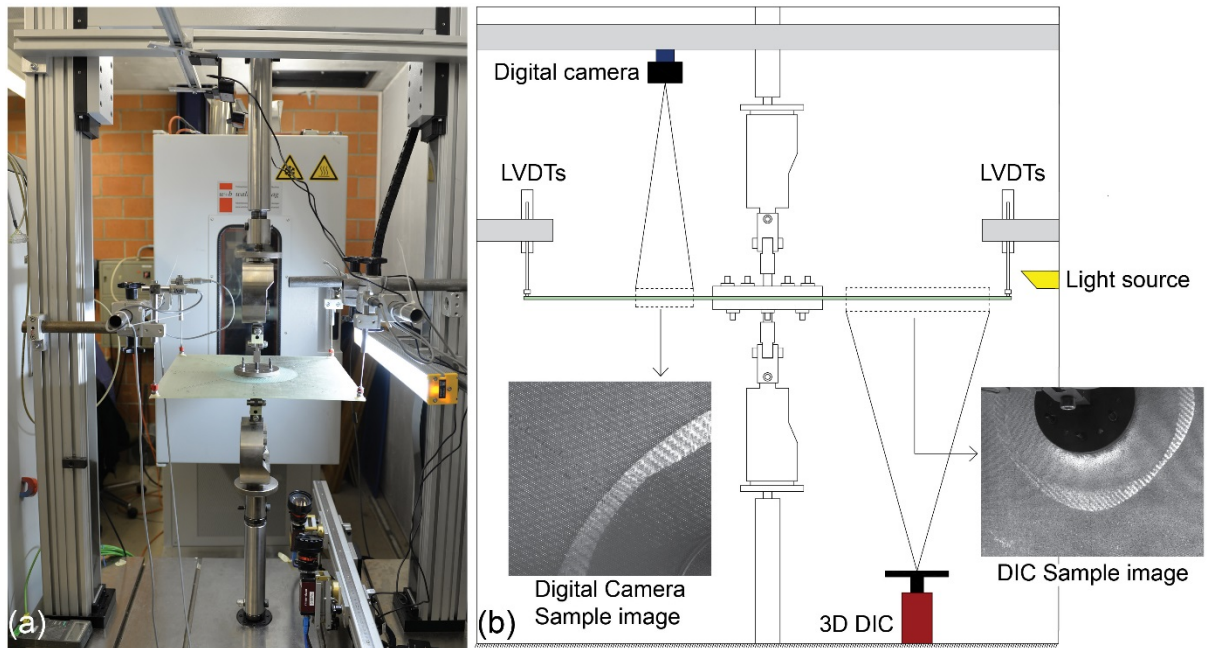 (a)
Digital camera
LVDTs
LVDTs
Light source
Digital Camera
Sample image
DIC Sample image
(b)
3D DIC